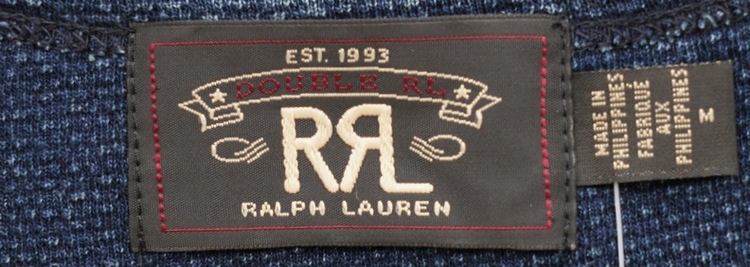 EST. 1993
DOUBLE RL
RRL
RALPH LAUREN
MADE IN
PHILIPPINES
FABRIQUE
AUX
PHILIPPINES
M